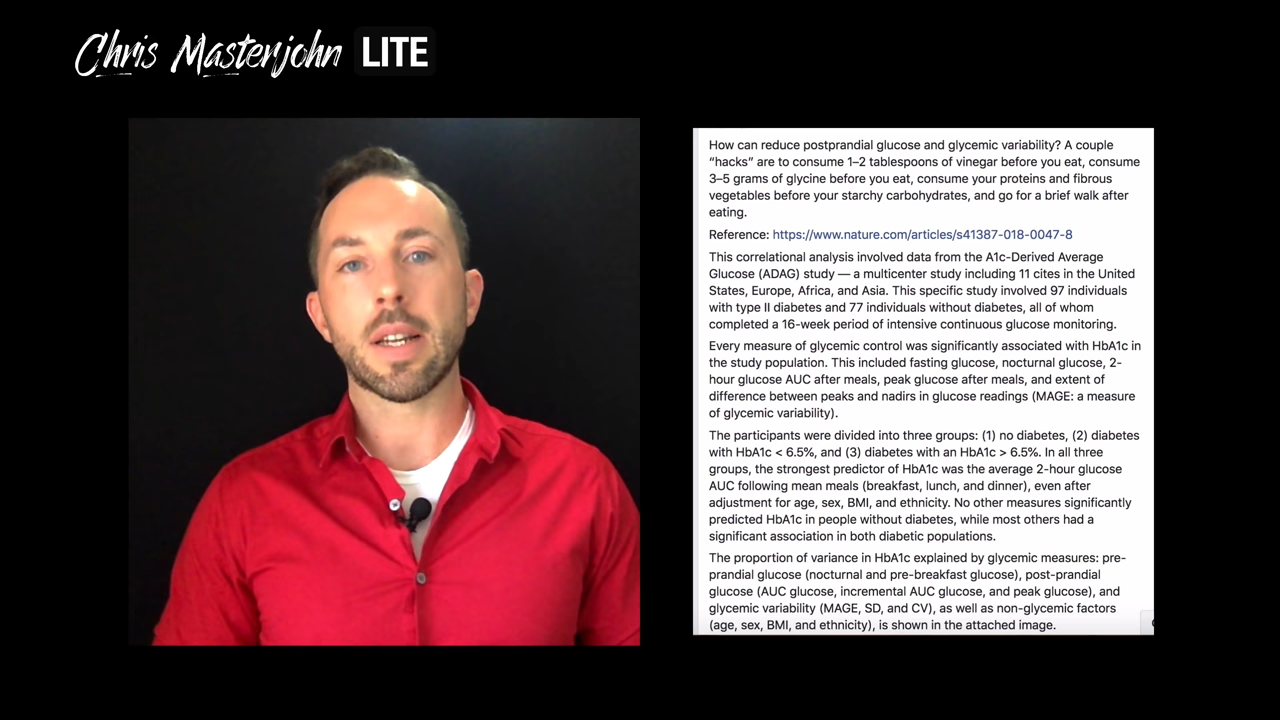 Chris Masterjohn LITE
How can reduce postprandial glucose and glycemic variability? A couple
“hacks” are to consume 1–2 tablespoons of vinegar before you eat, consume
3–5 grams of glycine before you eat, consume your proteins and fibrous
vegetables before your starchy carbohydrates, and go for a brief walk after
eating.
Reference: https://www.nature.com/articles/s41387-018-0047-8
This correlational analysis involved data from the A1c-Derived Average
Glucose (ADAG) study — a multicenter study including 11 cites in the United
States, Europe, Africa, and Asia. This specific study involved 97 individuals
with type II diabetes and 77 individuals without diabetes, all of whom
completed a 16-week period of intensive continuous glucose monitoring.
Every measure of glycemic control was significantly associated with HbA1c in
the study population. This included fasting glucose, nocturnal glucose, 2-
hour glucose AUC after meals, peak glucose after meals, and extent of
difference between peaks and nadirs in glucose readings (MAGE: a measure
of glycemic variability).
The participants were divided into three groups: (1) no diabetes, (2) diabetes
with HbA1c < 6.5%, and (3) diabetes with an HbA1c > 6.5%. In all three
groups, the strongest predictor of HbA1c was the average 2-hour glucose
AUC following mean meals (breakfast, lunch, and dinner), even after
adjustment for age, sex, BMI, and ethnicity. No other measures significantly
predicted HbA1c in people without diabetes, while most others had a
significant association in both diabetic populations.
The proportion of variance in HbA1c explained by glycemic measures: pre-
prandial glucose (nocturnal and pre-breakfast glucose), post-prandial
glucose (AUC glucose, incremental AUC glucose, and peak glucose), and
glycemic variability (MAGE, SD, and CV), as well as non-glycemic factors
(age, sex, BMI, and ethnicity), is shown in the attached image.